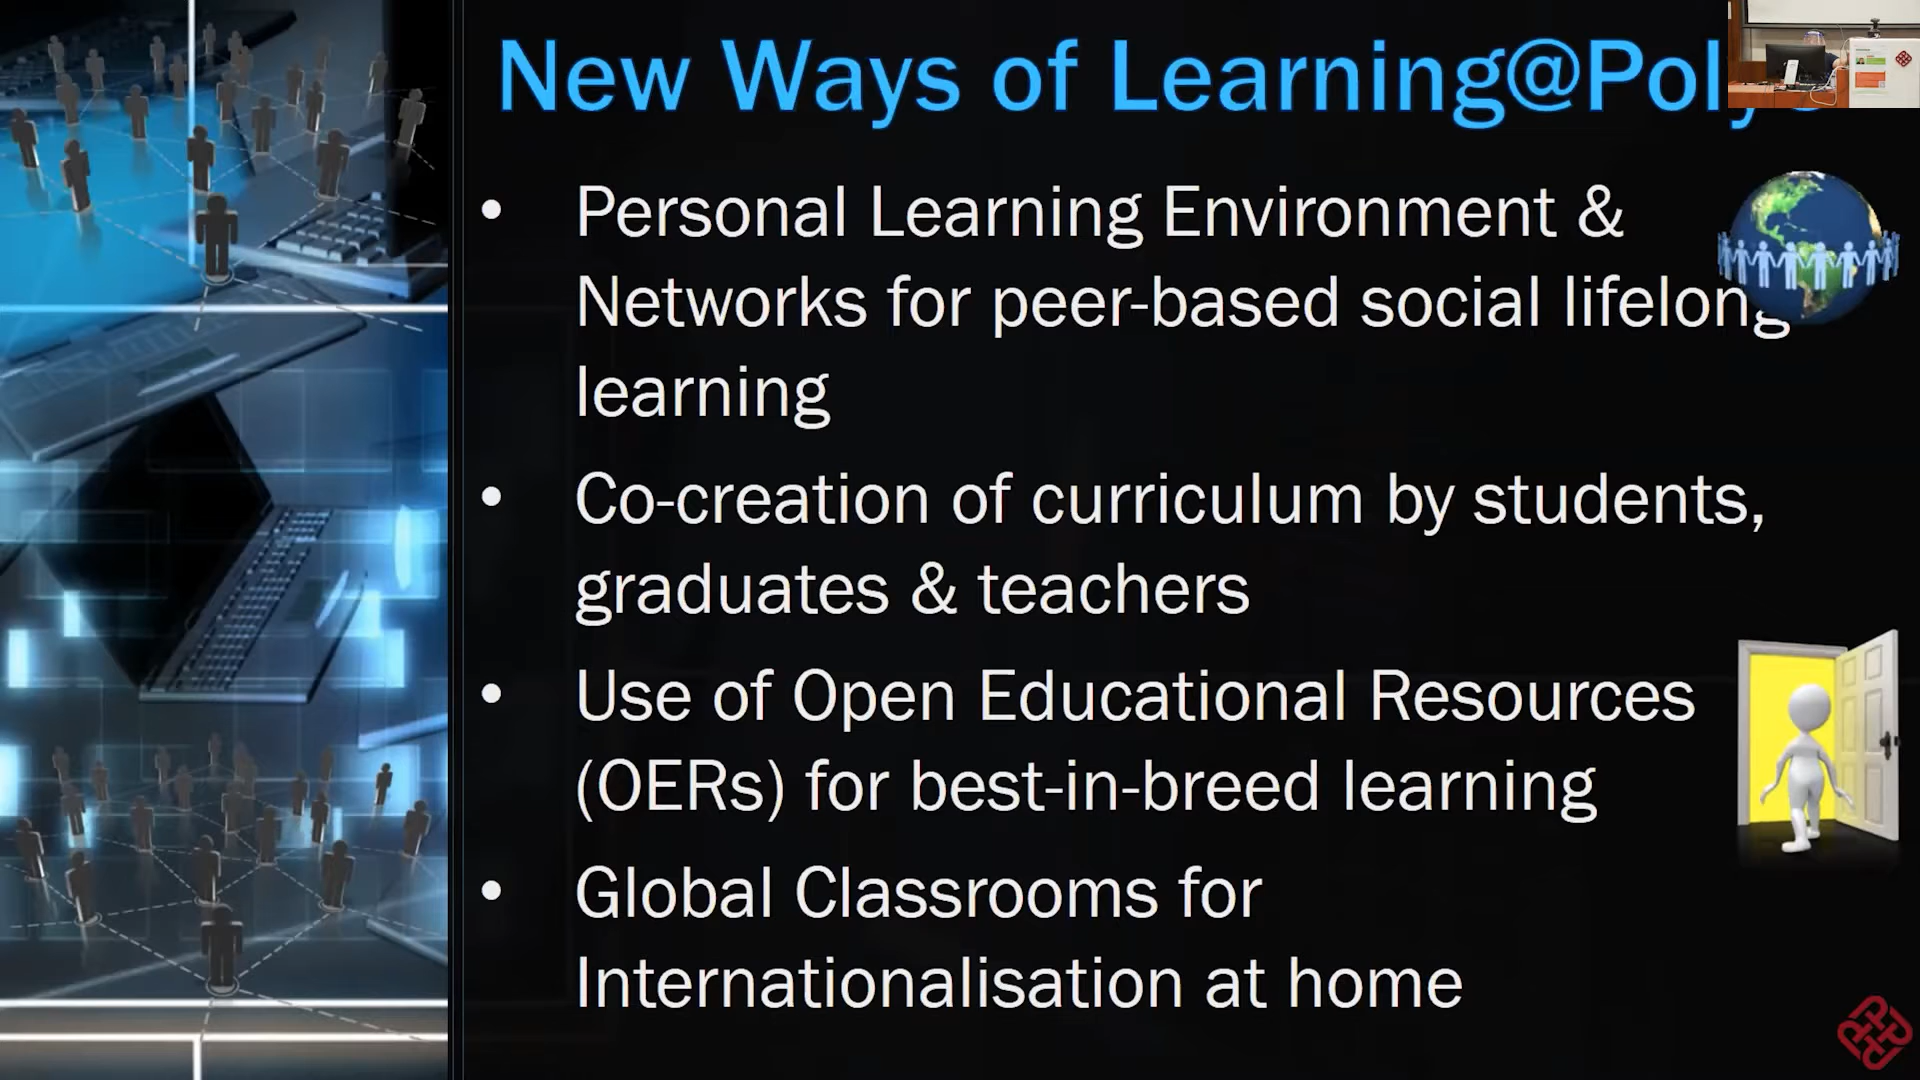 New Ways of Learning@Poly
• Personal Learning Environment &
Networks for peer-based social lifelong
learning
• Co-creation of curriculum by students,
graduates & teachers
• Use of Open Educational Resources
(OERs) for best-in-breed learning
• Global Classrooms for
Internationalisation at home